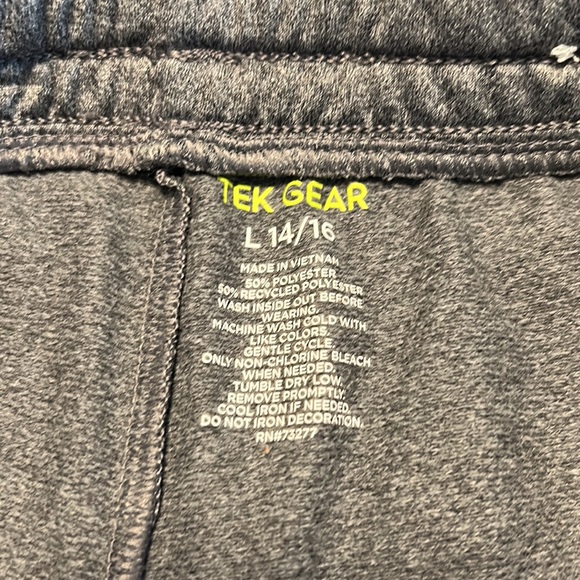 TEK GEAR
L 14/16
MADE IN VIETNAM
50% POLYESTER
50% RECYCLED POLYESTER
WASH INSIDE OUT BEFORE
WEARING.
MACHINE WASH COLD WITH
LIKE COLORS.
GENTLE CYCLE.
ONLY NON-CHLORINE BLEACH
WHEN NEEDED.
TUMBLE DRY LOW.
REMOVE PROMPTLY.
COOL IRON IF NEEDED.
DO NOT IRON DECORATION.
RN#73277